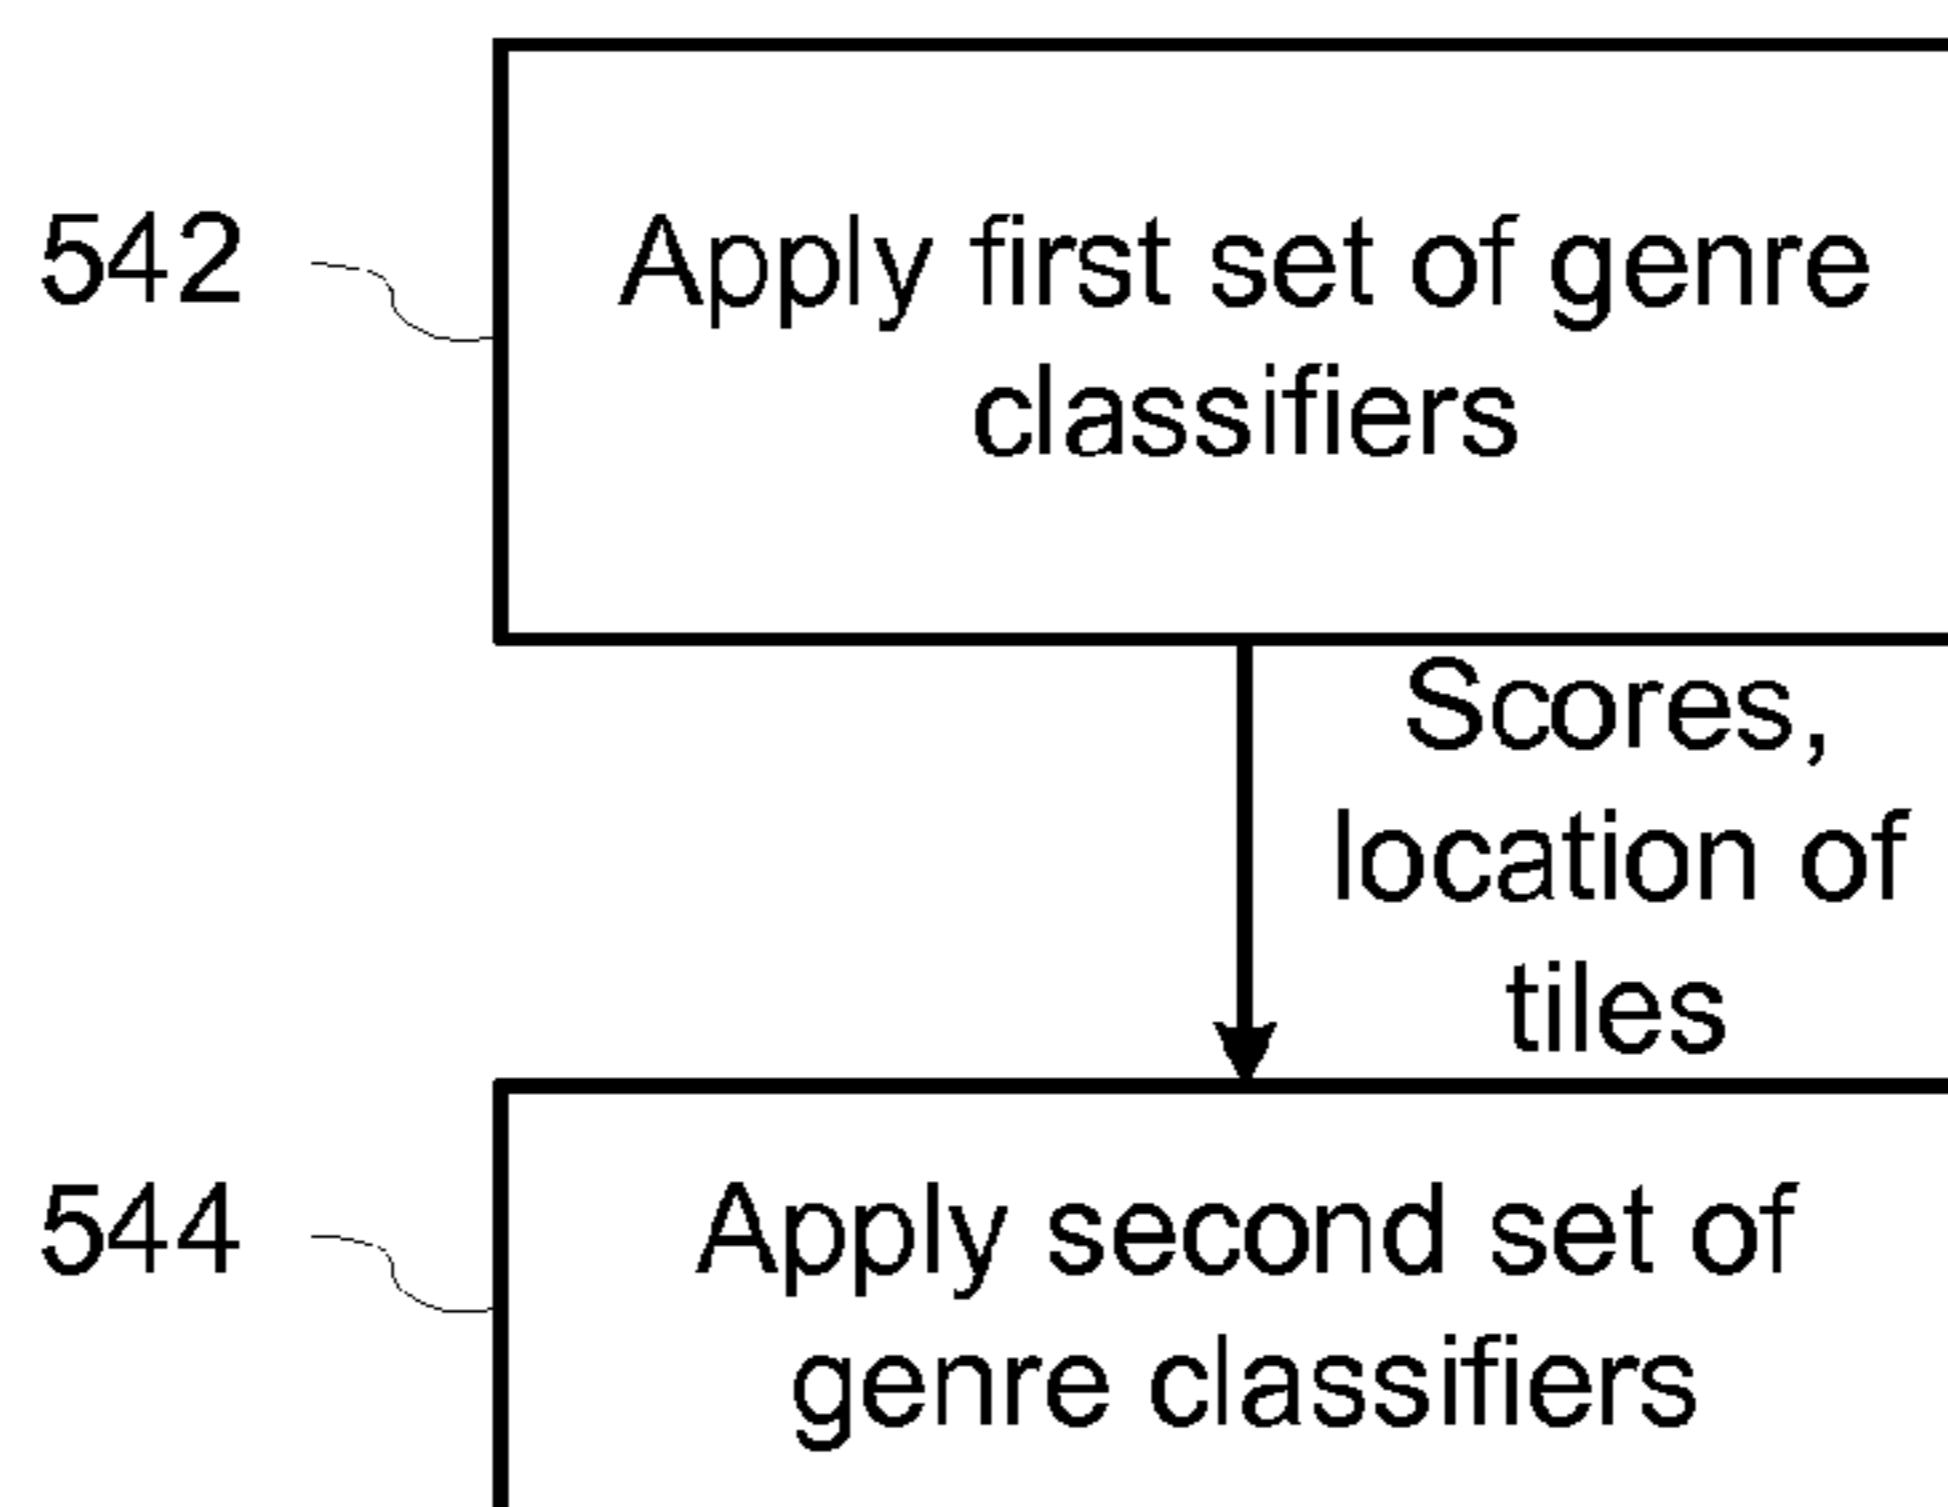 542
Apply first set of genre
classifiers
Scores,
location of
tiles
544
Apply second set of
genre classifiers